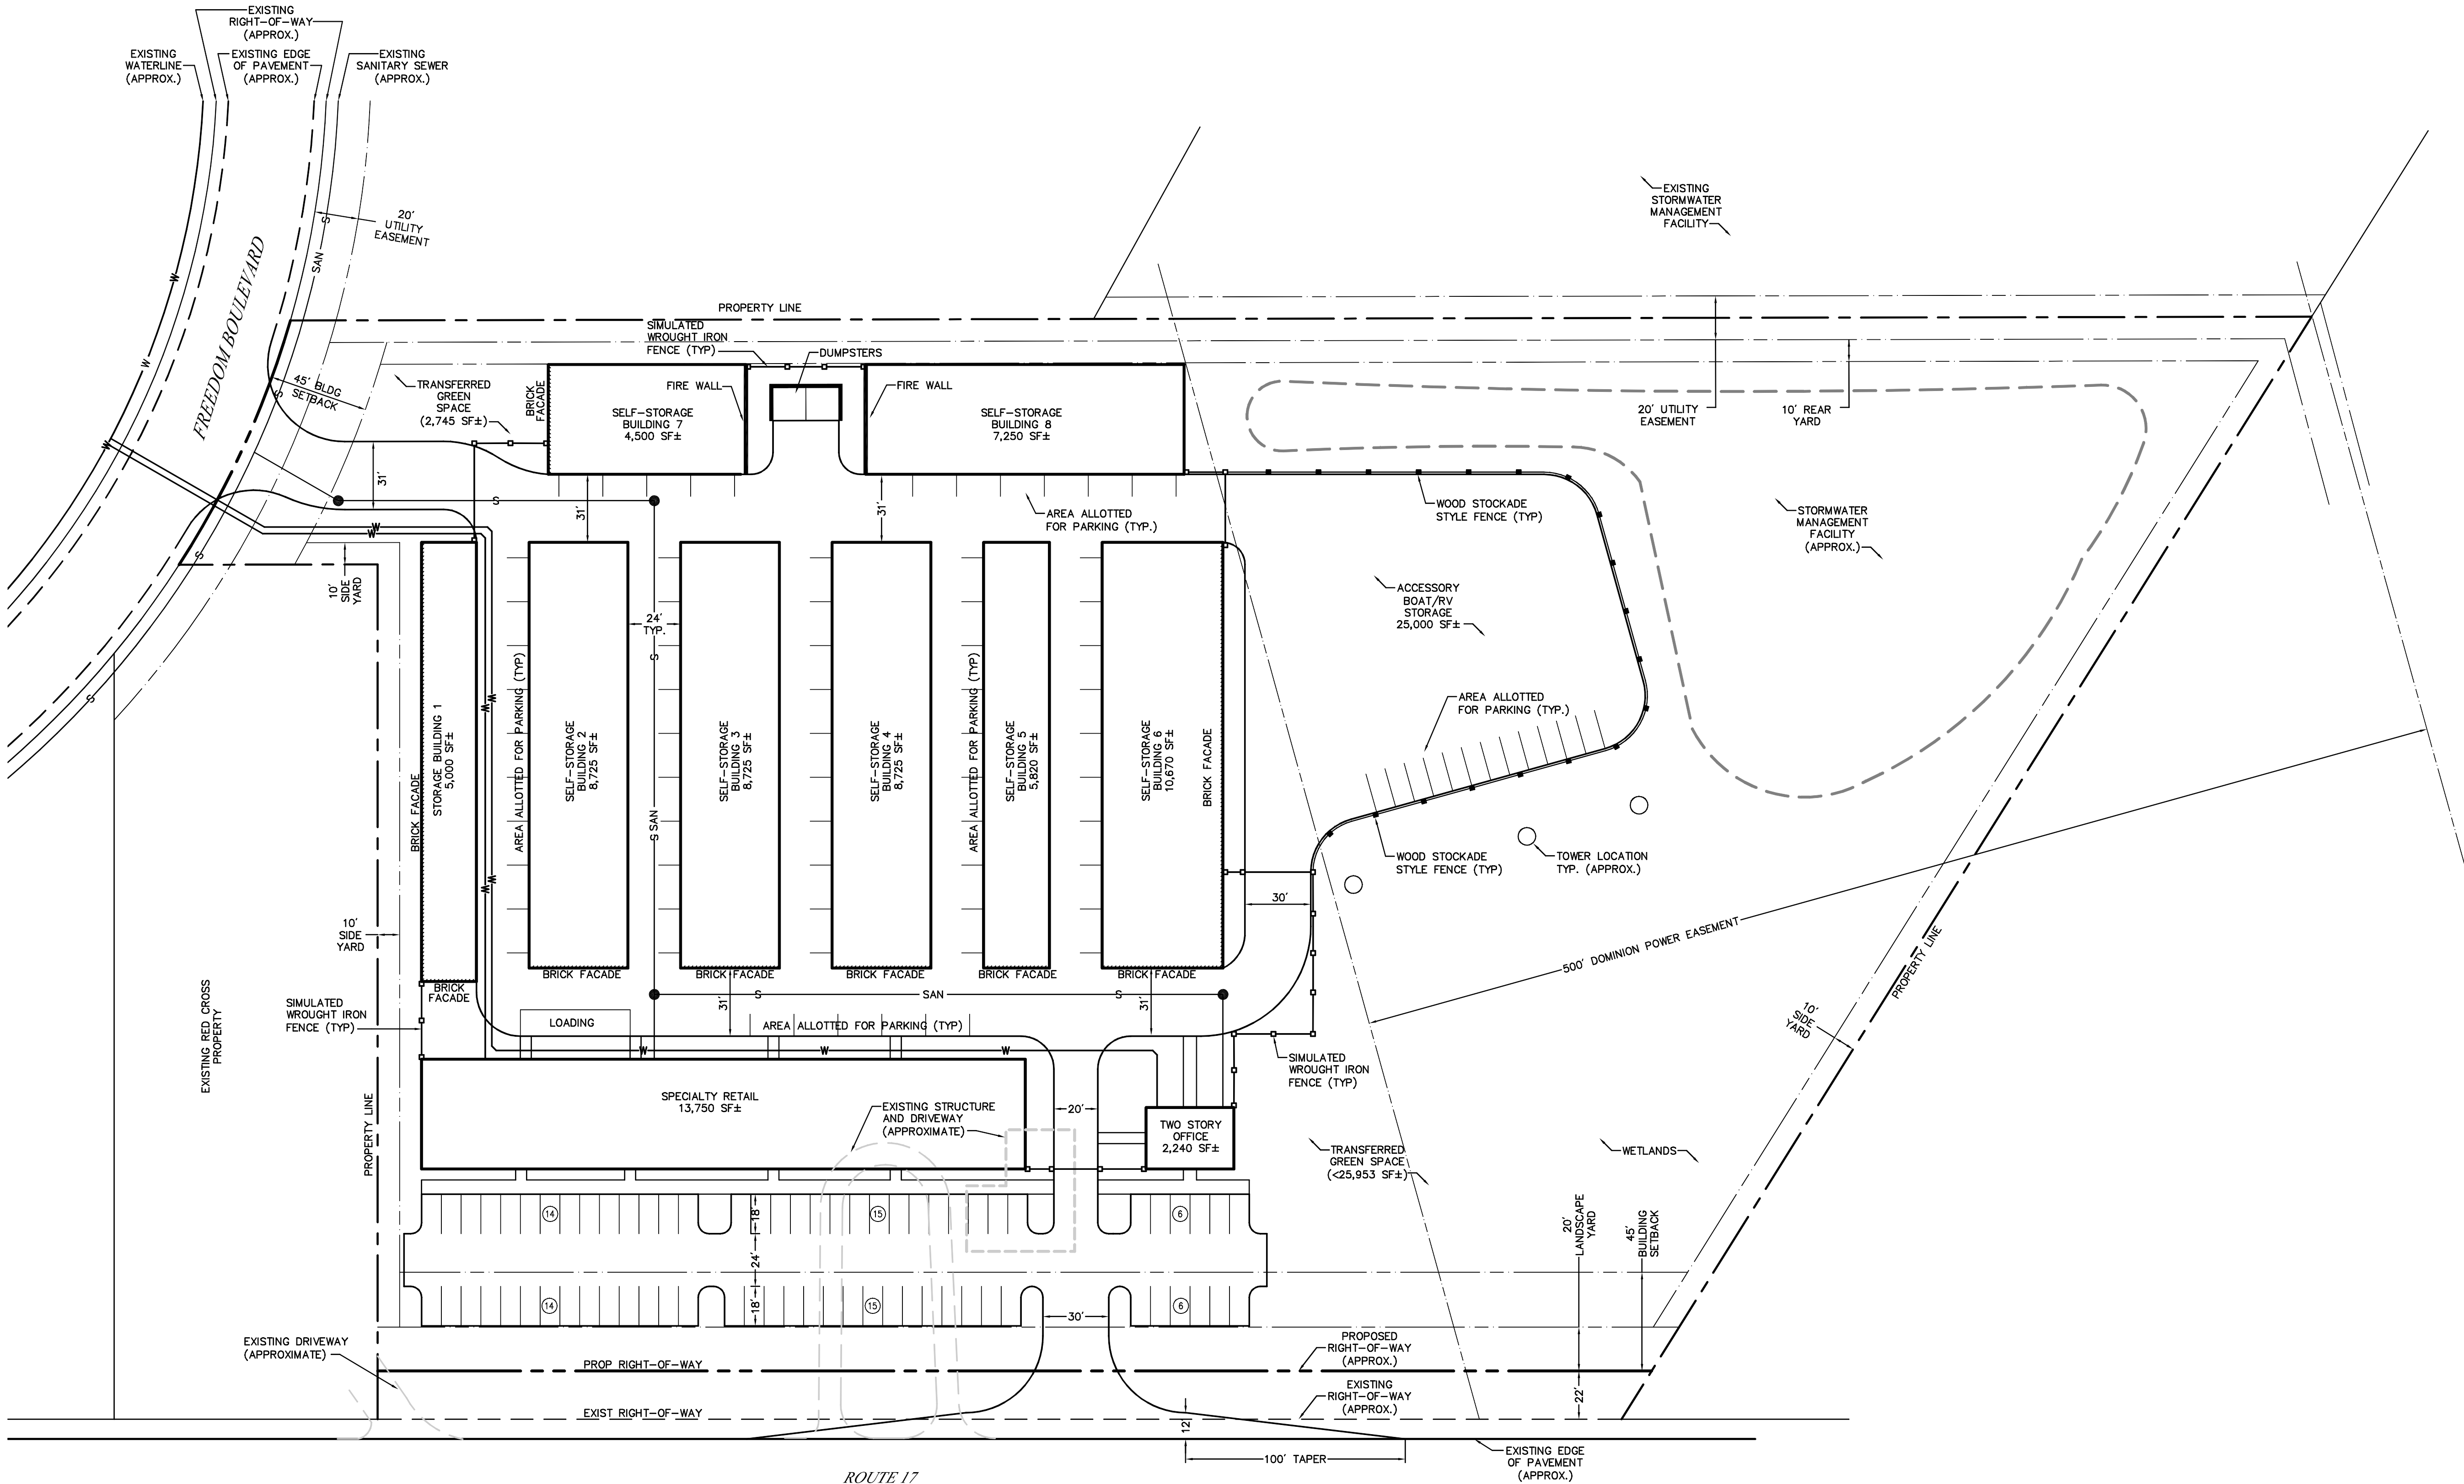 EXISTING
RIGHT-OF-WAY
(APPROX.)
EXISTING
WATERLINE
(APPROX.)
EXISTING EDGE
OF PAVEMENT
(APPROX.)
EXISTING
SANITARY SEWER
(APPROX.)
20'
UTILITY
EASEMENT
SAN
S
W
FREEDOM BOULEVARD
EXISTING
STORMWATER
MANAGEMENT
FACILITY
PROPERTY LINE
SIMULATED
WROUGHT IRON
FENCE (TYP)
DUMPSTERS
45' BLDG
SETBACK
TRANSFERRED
GREEN
SPACE
(2,745 SF±)
BRICK
FACADE
FIRE WALL
FIRE WALL
SELF-STORAGE
BUILDING 7
4,500 SF±
SELF-STORAGE
BUILDING 8
7,250 SF±
20' UTILITY
EASEMENT
10' REAR
YARD
31'
31'
31'
S
AREA ALLOTTED
FOR PARKING (TYP.)
WOOD STOCKADE
STYLE FENCE (TYP)
STORMWATER
MANAGEMENT
FACILITY
(APPROX.)
W
W
S
10'
SIDE
YARD
24'
TYP.
ACCESSORY
BOAT/RV
STORAGE
25,000 SF±
S
W
W
S
BRICK FACADE
STORAGE BUILDING 1
5,000 SF±
AREA ALLOTTED FOR PARKING (TYP)
SELF-STORAGE
BUILDING 2
8,725 SF±
S SAN
SELF-STORAGE
BUILDING 3
8,725 SF±
SELF-STORAGE
BUILDING 4
8,725 SF±
AREA ALLOTTED FOR PARKING (TYP)
SELF-STORAGE
BUILDING 5
5,820 SF±
SELF-STORAGE
BUILDING 6
10,670 SF±
BRICK FACADE
AREA ALLOTTED
FOR PARKING (TYP.)
WOOD STOCKADE
STYLE FENCE (TYP)
TOWER LOCATION
TYP. (APPROX.)
W
W
30'
10'
SIDE
YARD
500' DOMINION POWER EASEMENT
PROPERTY LINE
BRICK FACADE
BRICK FACADE
BRICK FACADE
BRICK FACADE
BRICK FACADE
BRICK
FACADE
EXISTING RED CROSS
PROPERTY
SIMULATED
WROUGHT IRON
FENCE (TYP)
S
SAN
S
31'
31'
10'
SIDE
YARD
LOADING
AREA ALLOTTED FOR PARKING (TYP)
W
W
W
SIMULATED
WROUGHT IRON
FENCE (TYP)
SPECIALTY RETAIL
13,750 SF±
EXISTING STRUCTURE
AND DRIVEWAY
(APPROXIMATE)
20'
TWO STORY
OFFICE
2,240 SF±
PROPERTY LINE
TRANSFERRED
GREEN SPACE
(<25,953 SF±)
WETLANDS
14
15
6
18'
24'
18'
14
15
6
30'
20'
LANDSCAPE
YARD
45'
BUILDING
SETBACK
EXISTING DRIVEWAY
(APPROXIMATE)
PROP RIGHT-OF-WAY
PROPOSED
RIGHT-OF-WAY
(APPROX.)
EXISTING
RIGHT-OF-WAY
(APPROX.)
22'
EXIST RIGHT-OF-WAY
12'
100' TAPER
EXISTING EDGE
OF PAVEMENT
(APPROX.)
ROUTE 17